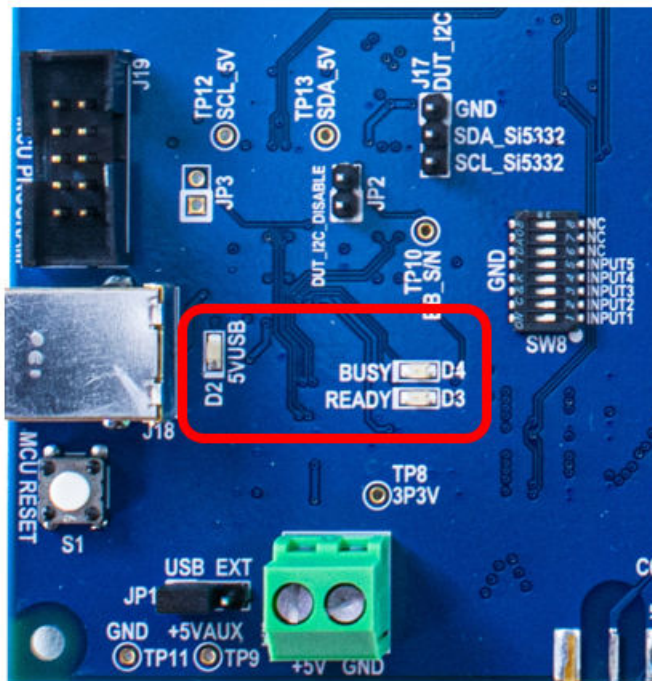 J19
TP12
SCL_5V
TP13
SDA_5V
J17
DUT_I2C
GND
SDA_Si5332
SCL_Si5332
JP3
DUT_I2C_DISABLE
JP2
TP10
EB_S/N
GND
NC
NC
NC
INPUT5
INPUT4
INPUT3
INPUT2
INPUT1
SW8
D2
5VUSB
BUSY D4
READY D3
J18
MCU RESET
S1
TP8
3P3V
USB EXT
JP1
GND
TP11
+5VAUX
TP9
+5V GND